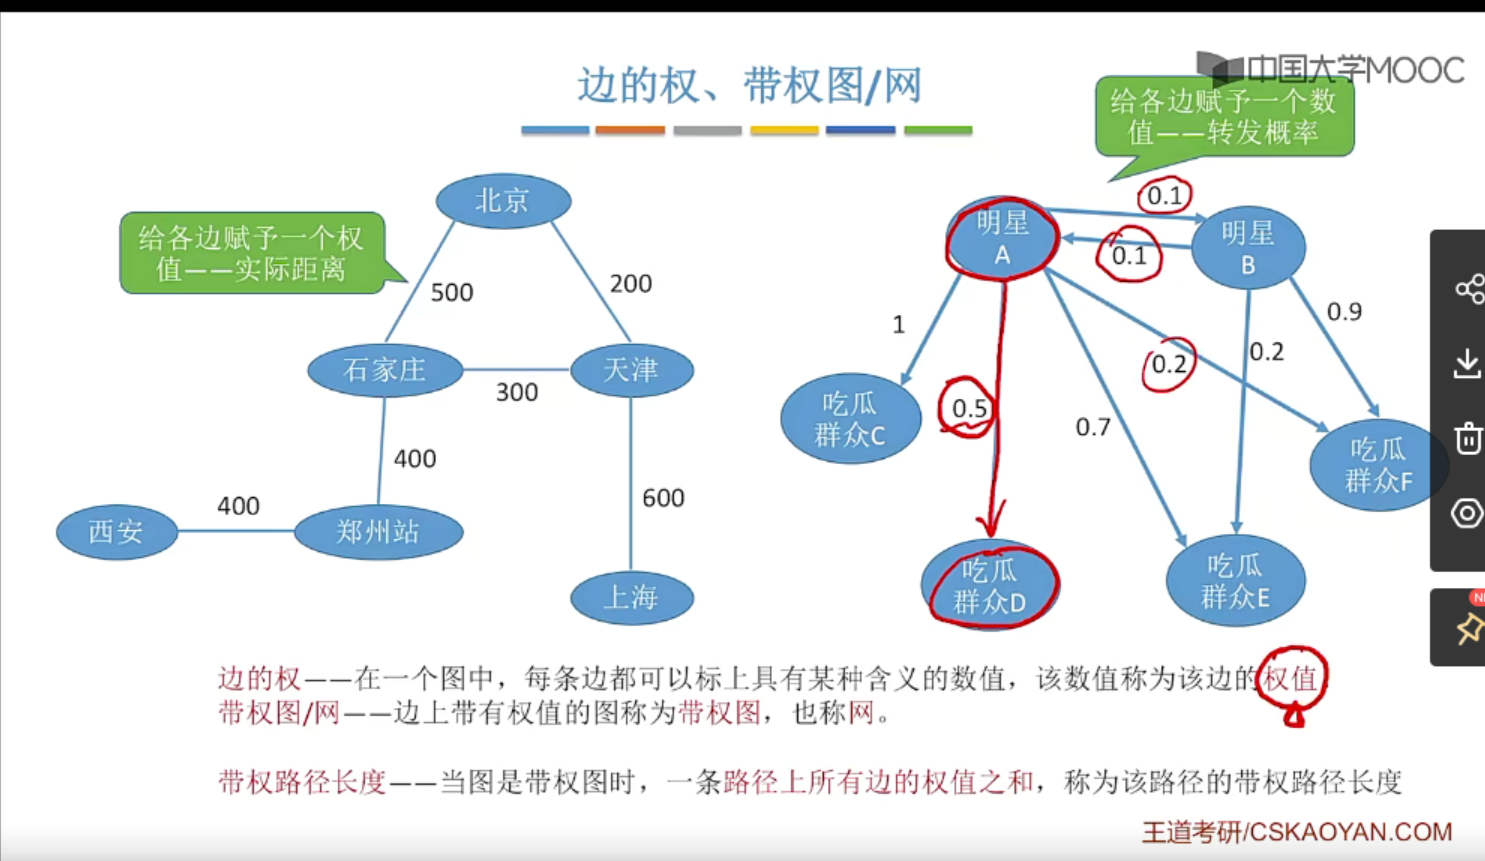 中国大学MOOC
边的权、带权图/网
给各边赋予一个数
值——转发概率
给各边赋予一个权
值——实际距离
北京
500
200
石家庄
300
天津
400
600
西安
400
郑州站
上海
明星
A
0.1
0.1
明星
B
1
0.5
0.7
0.2
0.2
0.9
吃瓜
群众C
吃瓜
群众D
吃瓜
群众E
吃瓜
群众F
边的权——在一个图中，每条边都可以标上具有某种含义的数值，该数值称为该边的权值
带权图/网——边上带有权值的图称为带权图，也称网。
带权路径长度——当图是带权图时，一条路径上所有边的权值之和，称为该路径的带权路径长度
王道考研/CSKAOYAN.COM